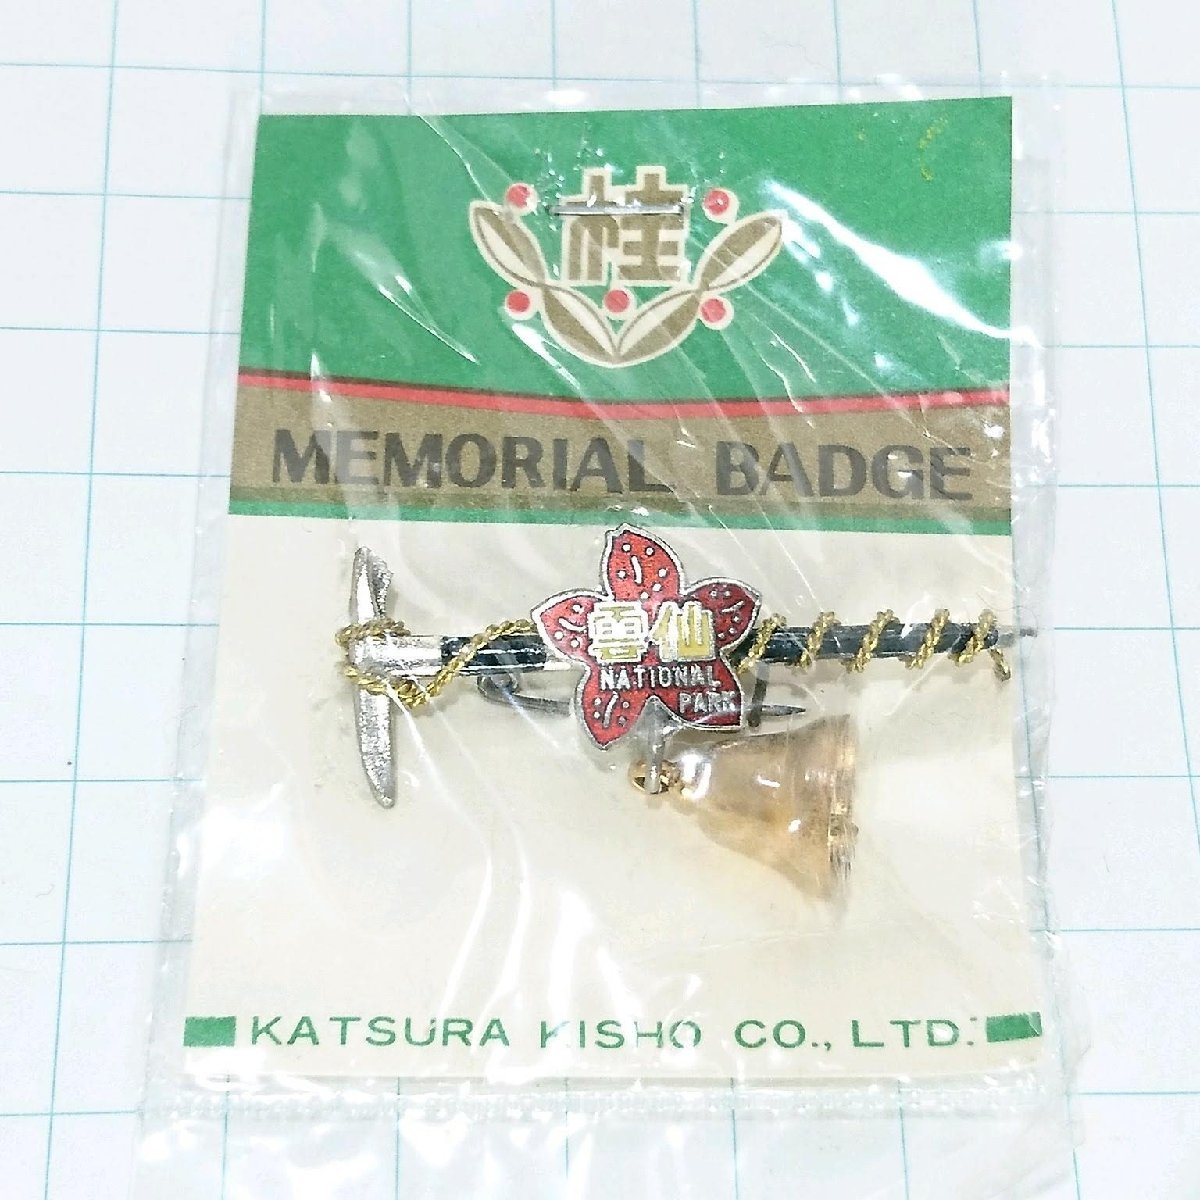 桂
MEMORIAL BADGE
雲仙
NATIONAL
PARK
KATSURA KISHO CO., LTD.